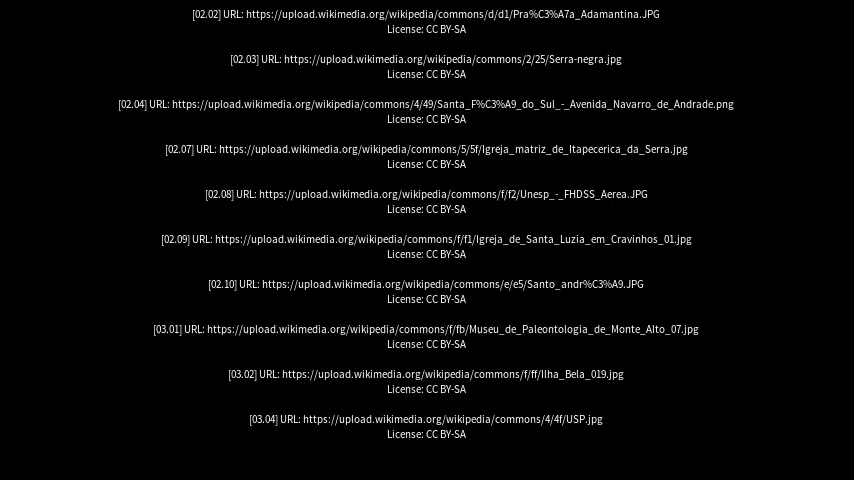 [02.02] URL: https://upload.wikimedia.org/wikipedia/commons/d/d1/Pra%C3%A7a_Adamantina.JPG
License: CC BY-SA
[02.03] URL: https://upload.wikimedia.org/wikipedia/commons/2/25/Serra-negra.jpg
License: CC BY-SA
[02.04] URL: https://upload.wikimedia.org/wikipedia/commons/4/49/Santa_F%C3%A9_do_Sul_-_Avenida_Navarro_de_Andrade.png
License: CC BY-SA
[02.07] URL: https://upload.wikimedia.org/wikipedia/commons/5/5f/Igreja_matriz_de_Itapecerica_da_Serra.jpg
License: CC BY-SA
[02.08] URL: https://upload.wikimedia.org/wikipedia/commons/f/f2/Unesp_-_FHDSS_Aerea.JPG
License: CC BY-SA
[02.09] URL: https://upload.wikimedia.org/wikipedia/commons/f/f1/Igreja_de_Santa_Luzia_em_Cravinhos_01.jpg
License: CC BY-SA
[02.10] URL: https://upload.wikimedia.org/wikipedia/commons/e/e5/Santo_andr%C3%A9.JPG
License: CC BY-SA
[03.01] URL: https://upload.wikimedia.org/wikipedia/commons/f/fb/Museu_de_Paleontologia_de_Monte_Alto_07.jpg
License: CC BY-SA
[03.02] URL: https://upload.wikimedia.org/wikipedia/commons/f/ff/Ilha_Bela_019.jpg
License: CC BY-SA
[03.04] URL: https://upload.wikimedia.org/wikipedia/commons/4/4f/USP.jpg
License: CC BY-SA